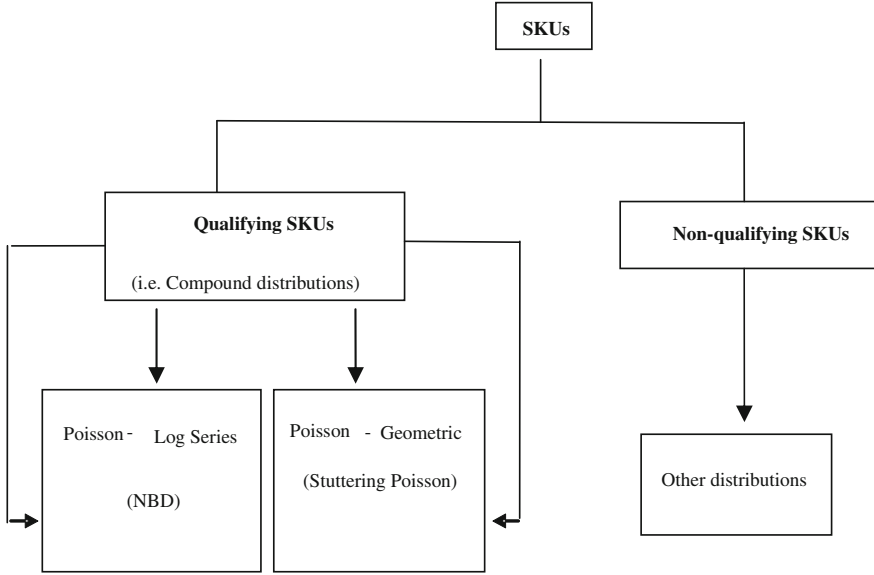 SKUs
Qualifying SKUs
(i.e. Compound distributions)
Non-qualifying SKUs
Poisson - Log Series
(NBD)
Poisson - Geometric
(Stuttering Poisson)
Other distributions